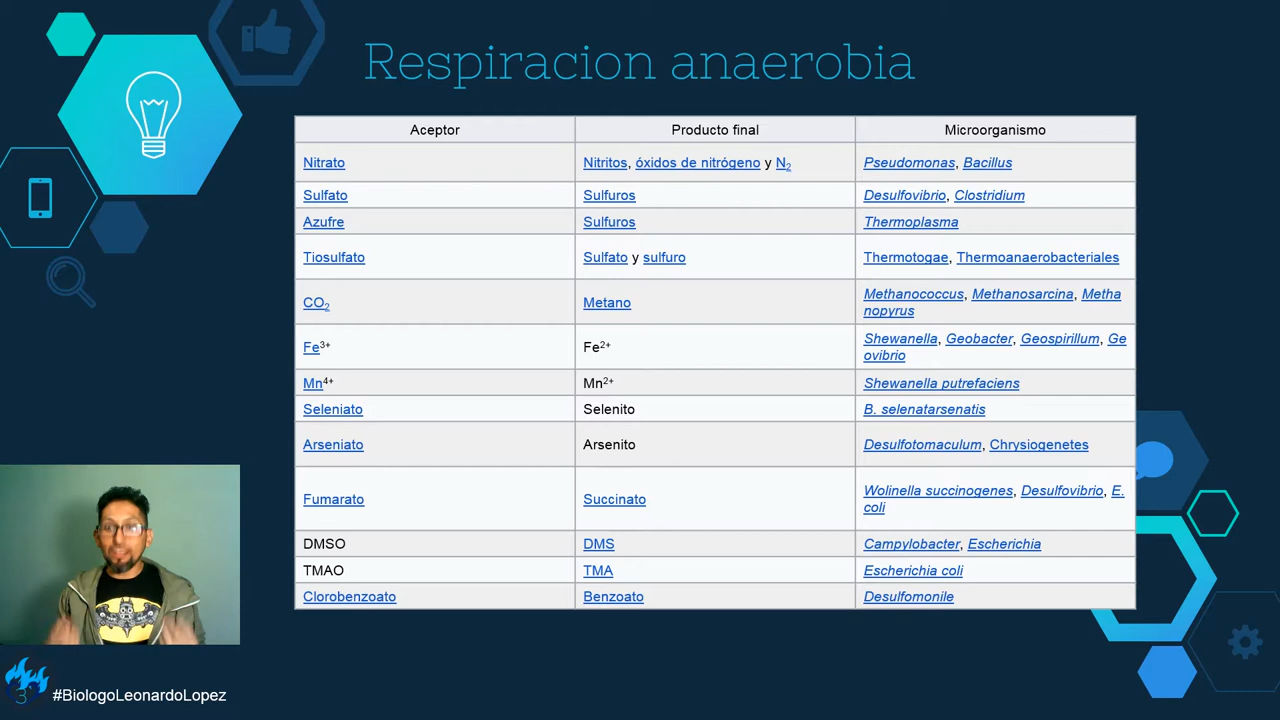 Respiracion anaerobia
Aceptor Producto final Microorganismo
Nitrato Nitritos, óxidos de nitrógeno y N₂ Pseudomonas, Bacillus
Sulfato Sulfuros Desulfovibrio, Clostridium
Azufre Sulfuros Thermoplasma
Tiosulfato Sulfato y sulfuro Thermotogae, Thermoanaerobacteriales
CO₂ Metano Methanococcus, Methanosarcina, Metha
nopyrus
Fe³⁺ Fe²⁺ Shewanella, Geobacter, Geospirillum, Ge
ovibrio
Mn⁴⁺ Mn²⁺ Shewanella putrefaciens
Seleniato Selenito B. selenatarsenatis
Arseniato Arsenito Desulfotomaculum, Chrysiogenetes
Fumarato Succinato Wolinella succinogenes, Desulfovibrio, E.
coli
DMSO DMS Campylobacter, Escherichia
TMAO TMA Escherichia coli
Clorobenzoato Benzoato Desulfomonile
3
#BiologoLeonardoLopez